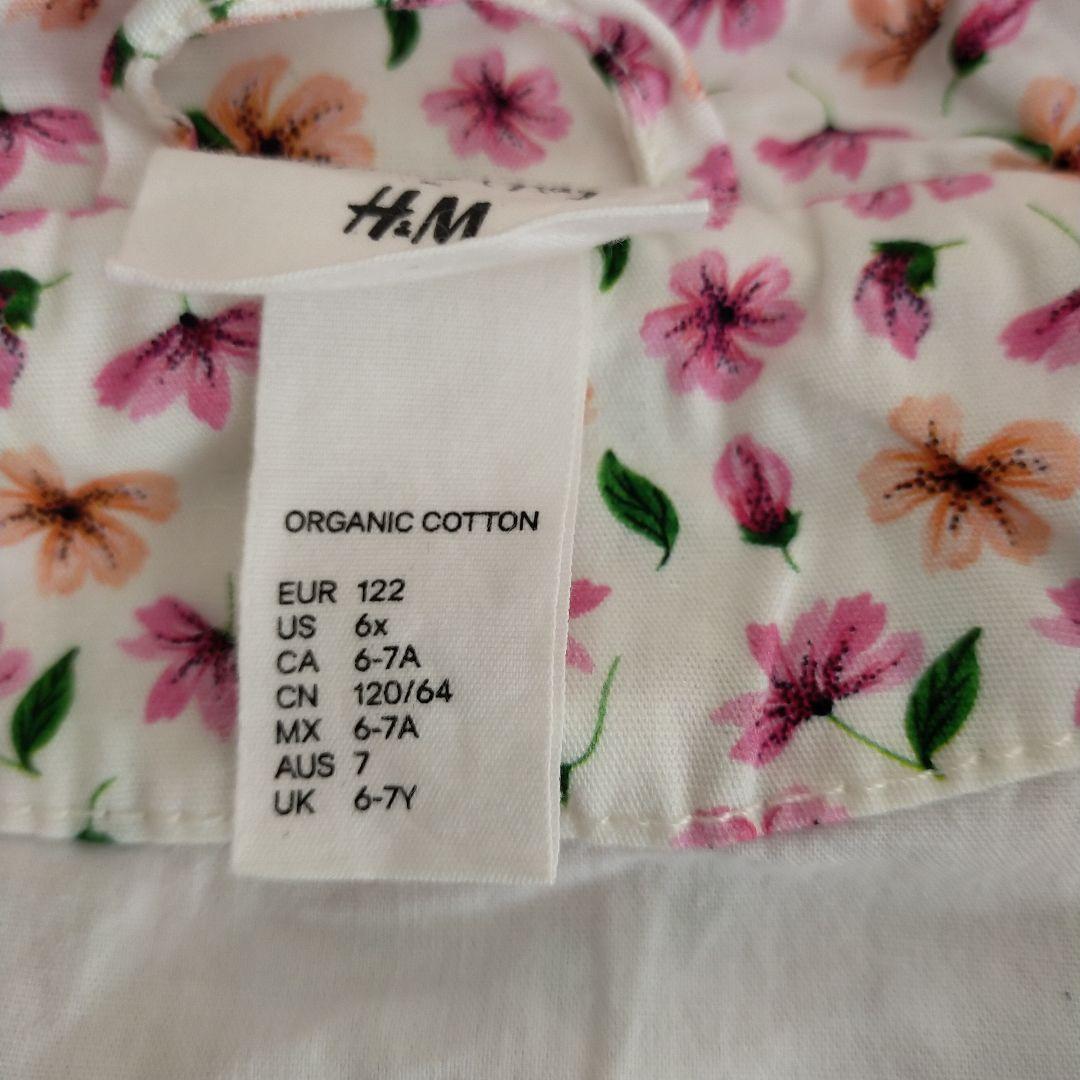 H&M
ORGANIC COTTON
EUR 122
US 6x
CA 6-7A
CN 120/64
MX 6-7A
AUS 7
UK 6-7Y